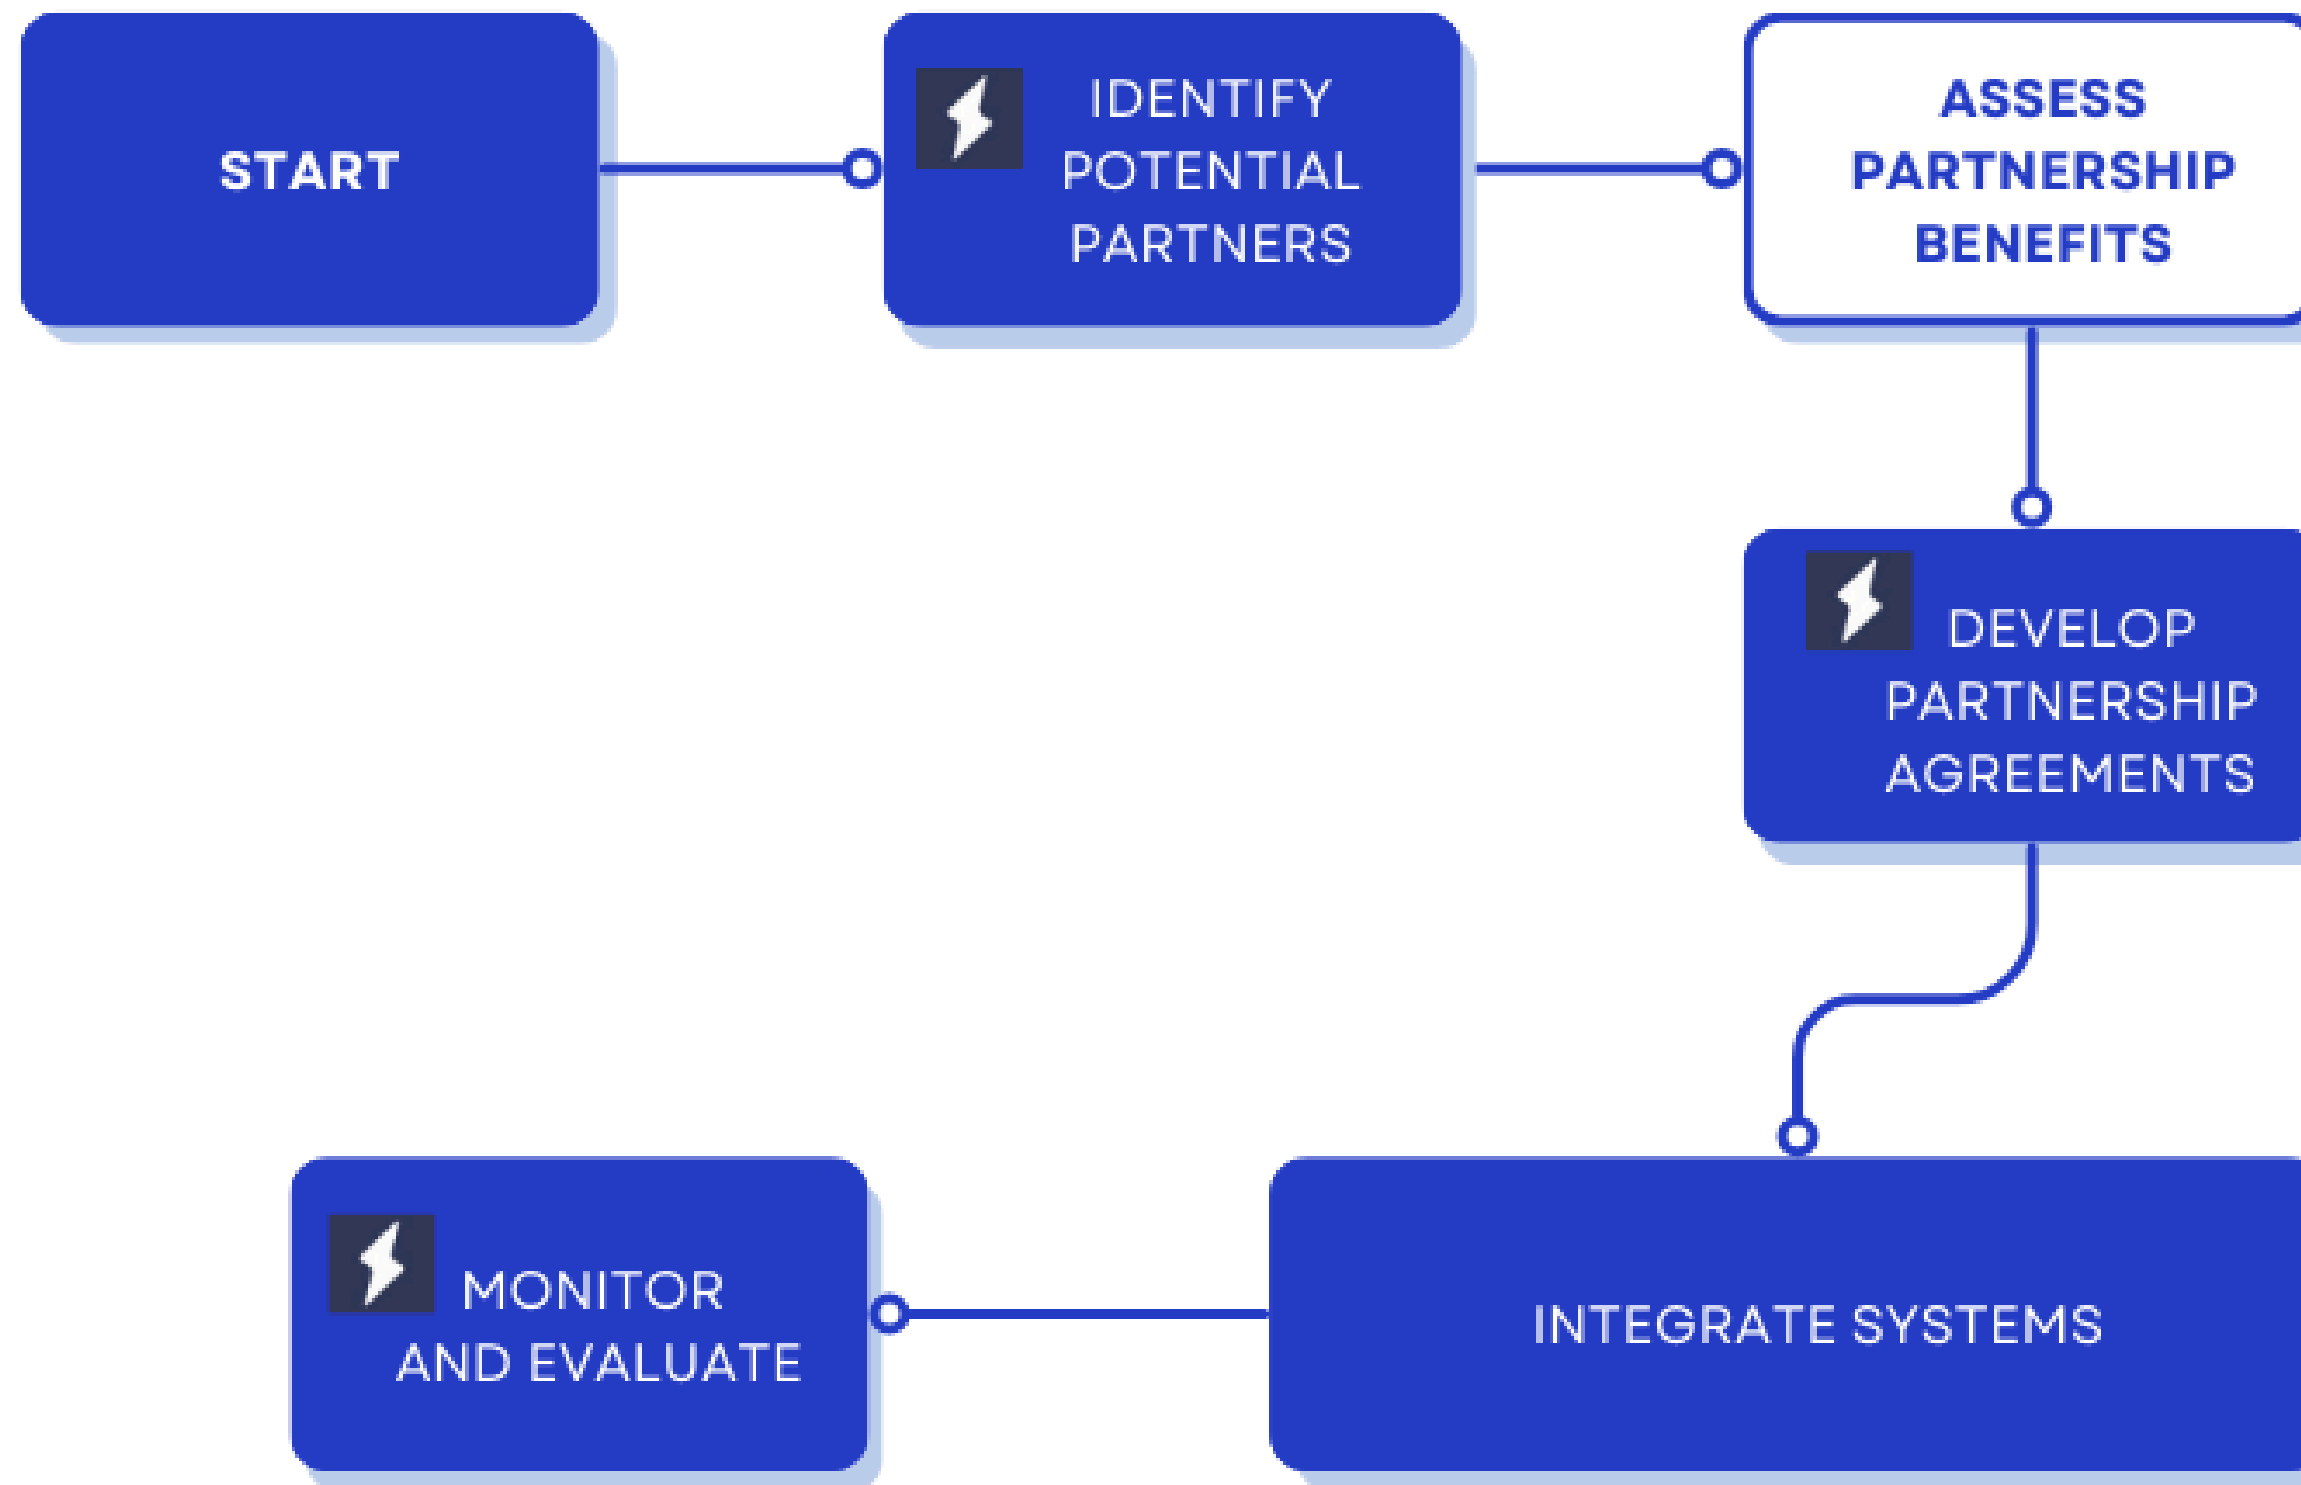 START
IDENTIFY
POTENTIAL
PARTNERS
ASSESS
PARTNERSHIP
BENEFITS
DEVELOP
PARTNERSHIP
AGREEMENTS
INTEGRATE SYSTEMS
MONITOR
AND EVALUATE